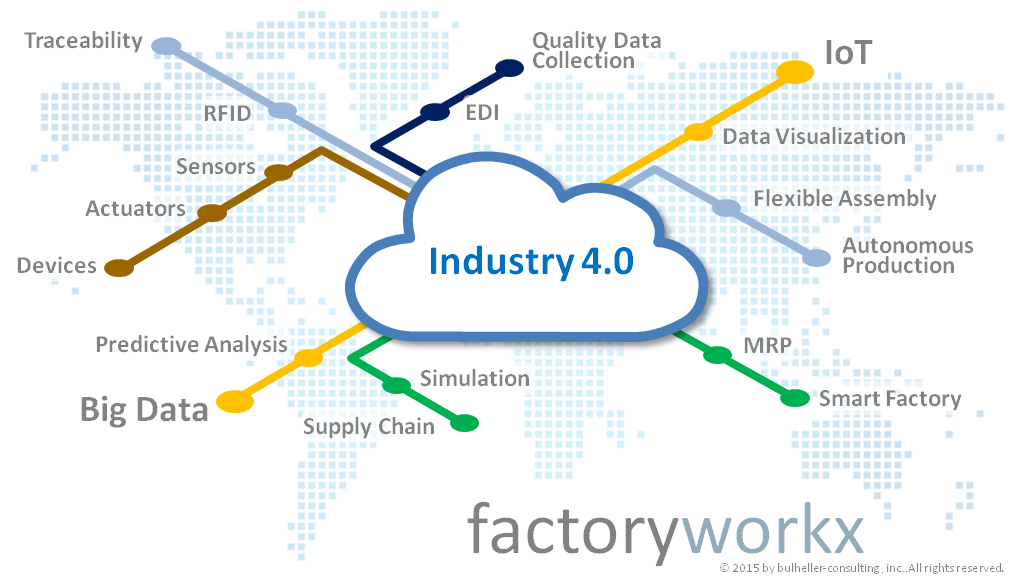 Traceability
Quality Data
Collection
IoT
RFID
EDI
Data Visualization
Sensors
Flexible Assembly
Actuators
Autonomous
Production
Devices
Industry 4.0
Predictive Analysis
MRP
Simulation
Big Data
Smart Factory
Supply Chain
factoryworkx
© 2015 by bulheller-consulting, inc..All rights reserved.